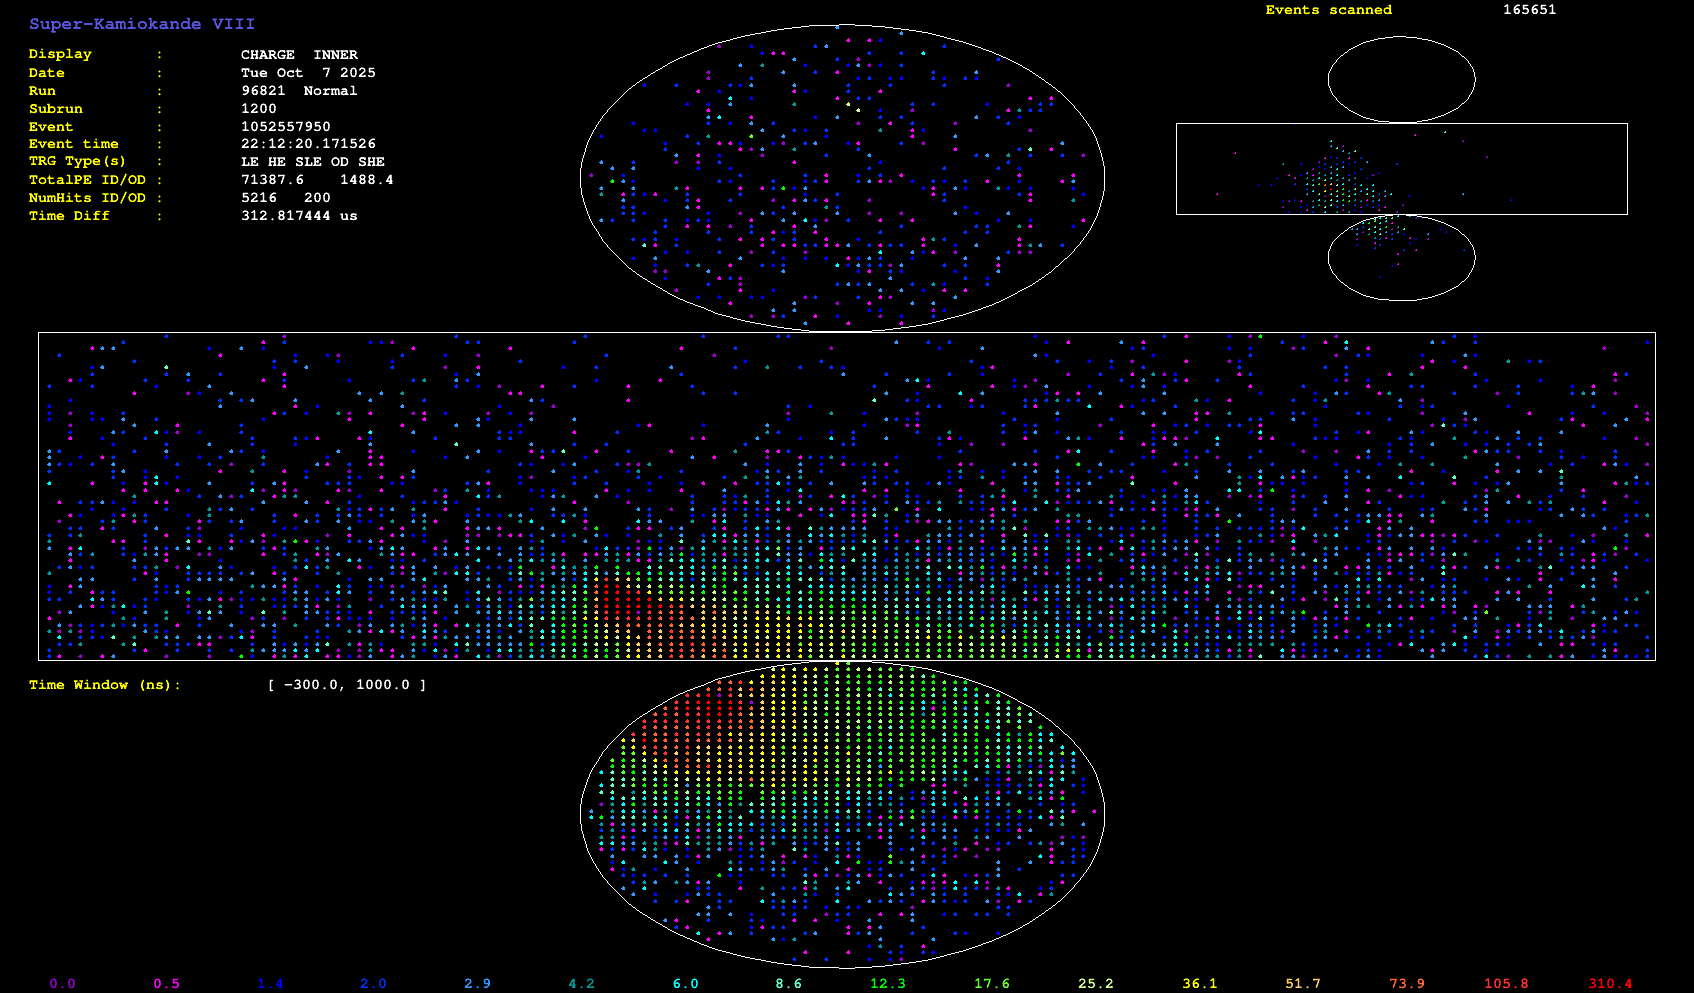 Super-Kamiokande VIII
Display : CHARGE INNER
Date : Tue Oct 7 2025
Run : 96821 Normal
Subrun : 1200
Event : 1052557950
Event time : 22:12:20.171526
TRG Type(s) : LE HE SLE OD SHE
TotalPE ID/OD : 71387.6 1488.4
NumHits ID/OD : 5216 200
Time Diff : 312.817444 us
Events scanned 165651
Time Window (ns): [ -300.0, 1000.0 ]
0.0 0.5 1.4 2.0 2.9 4.2 6.0 8.6 12.3 17.6 25.2 36.1 51.7 73.9 105.8 310.4